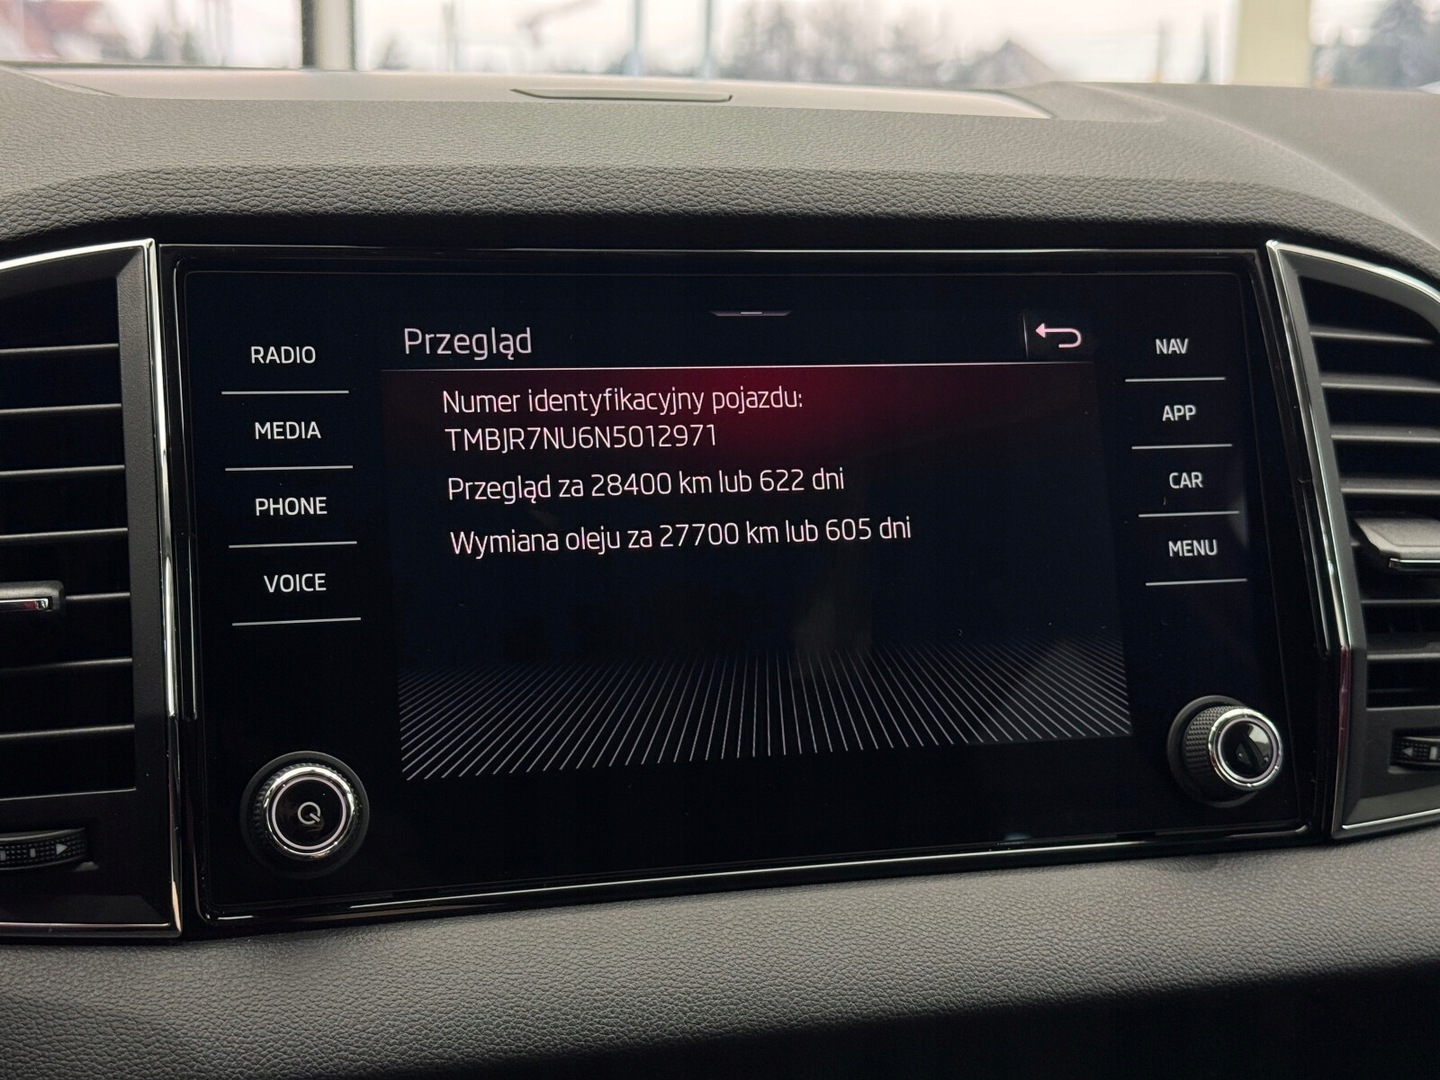 Przegląd
RADIO
MEDIA
PHONE
VOICE
Numer identyfikacyjny pojazdu:
TMBJR7NU6N5012971
Przegląd za 28400 km lub 622 dni
Wymiana oleju za 27700 km lub 605 dni
NAV
APP
CAR
MENU